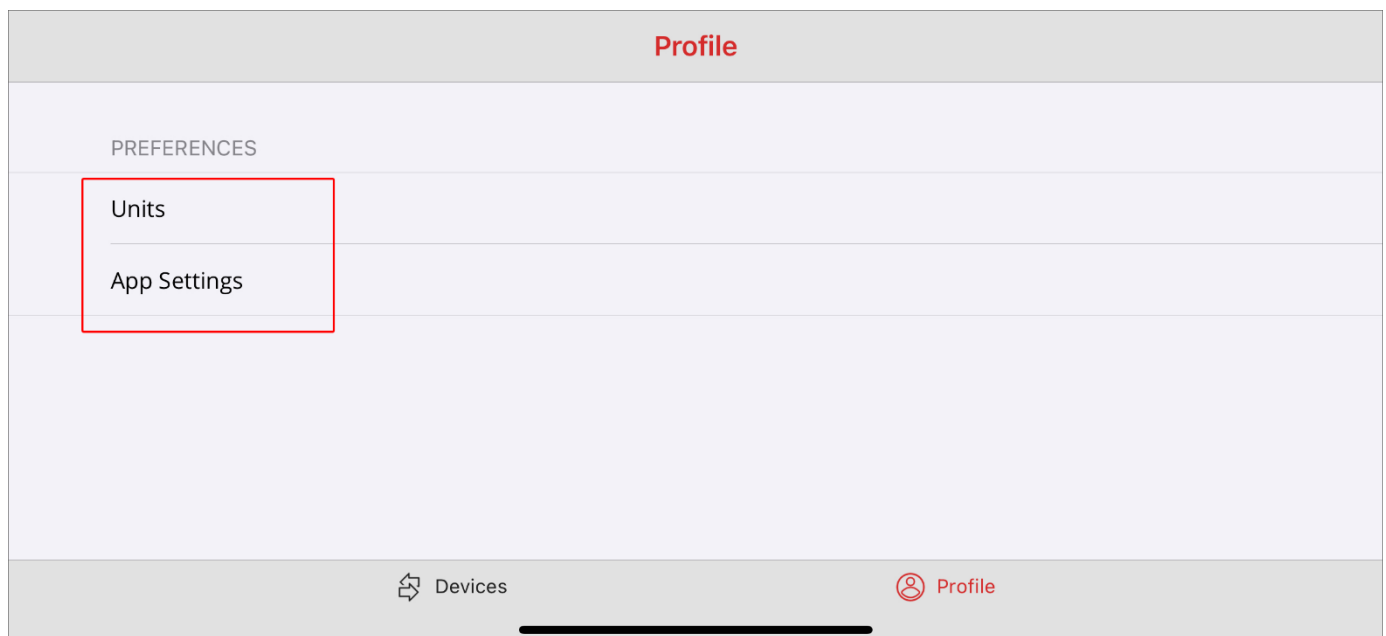 Profile
PREFERENCES
Units
App Settings
Devices
Profile